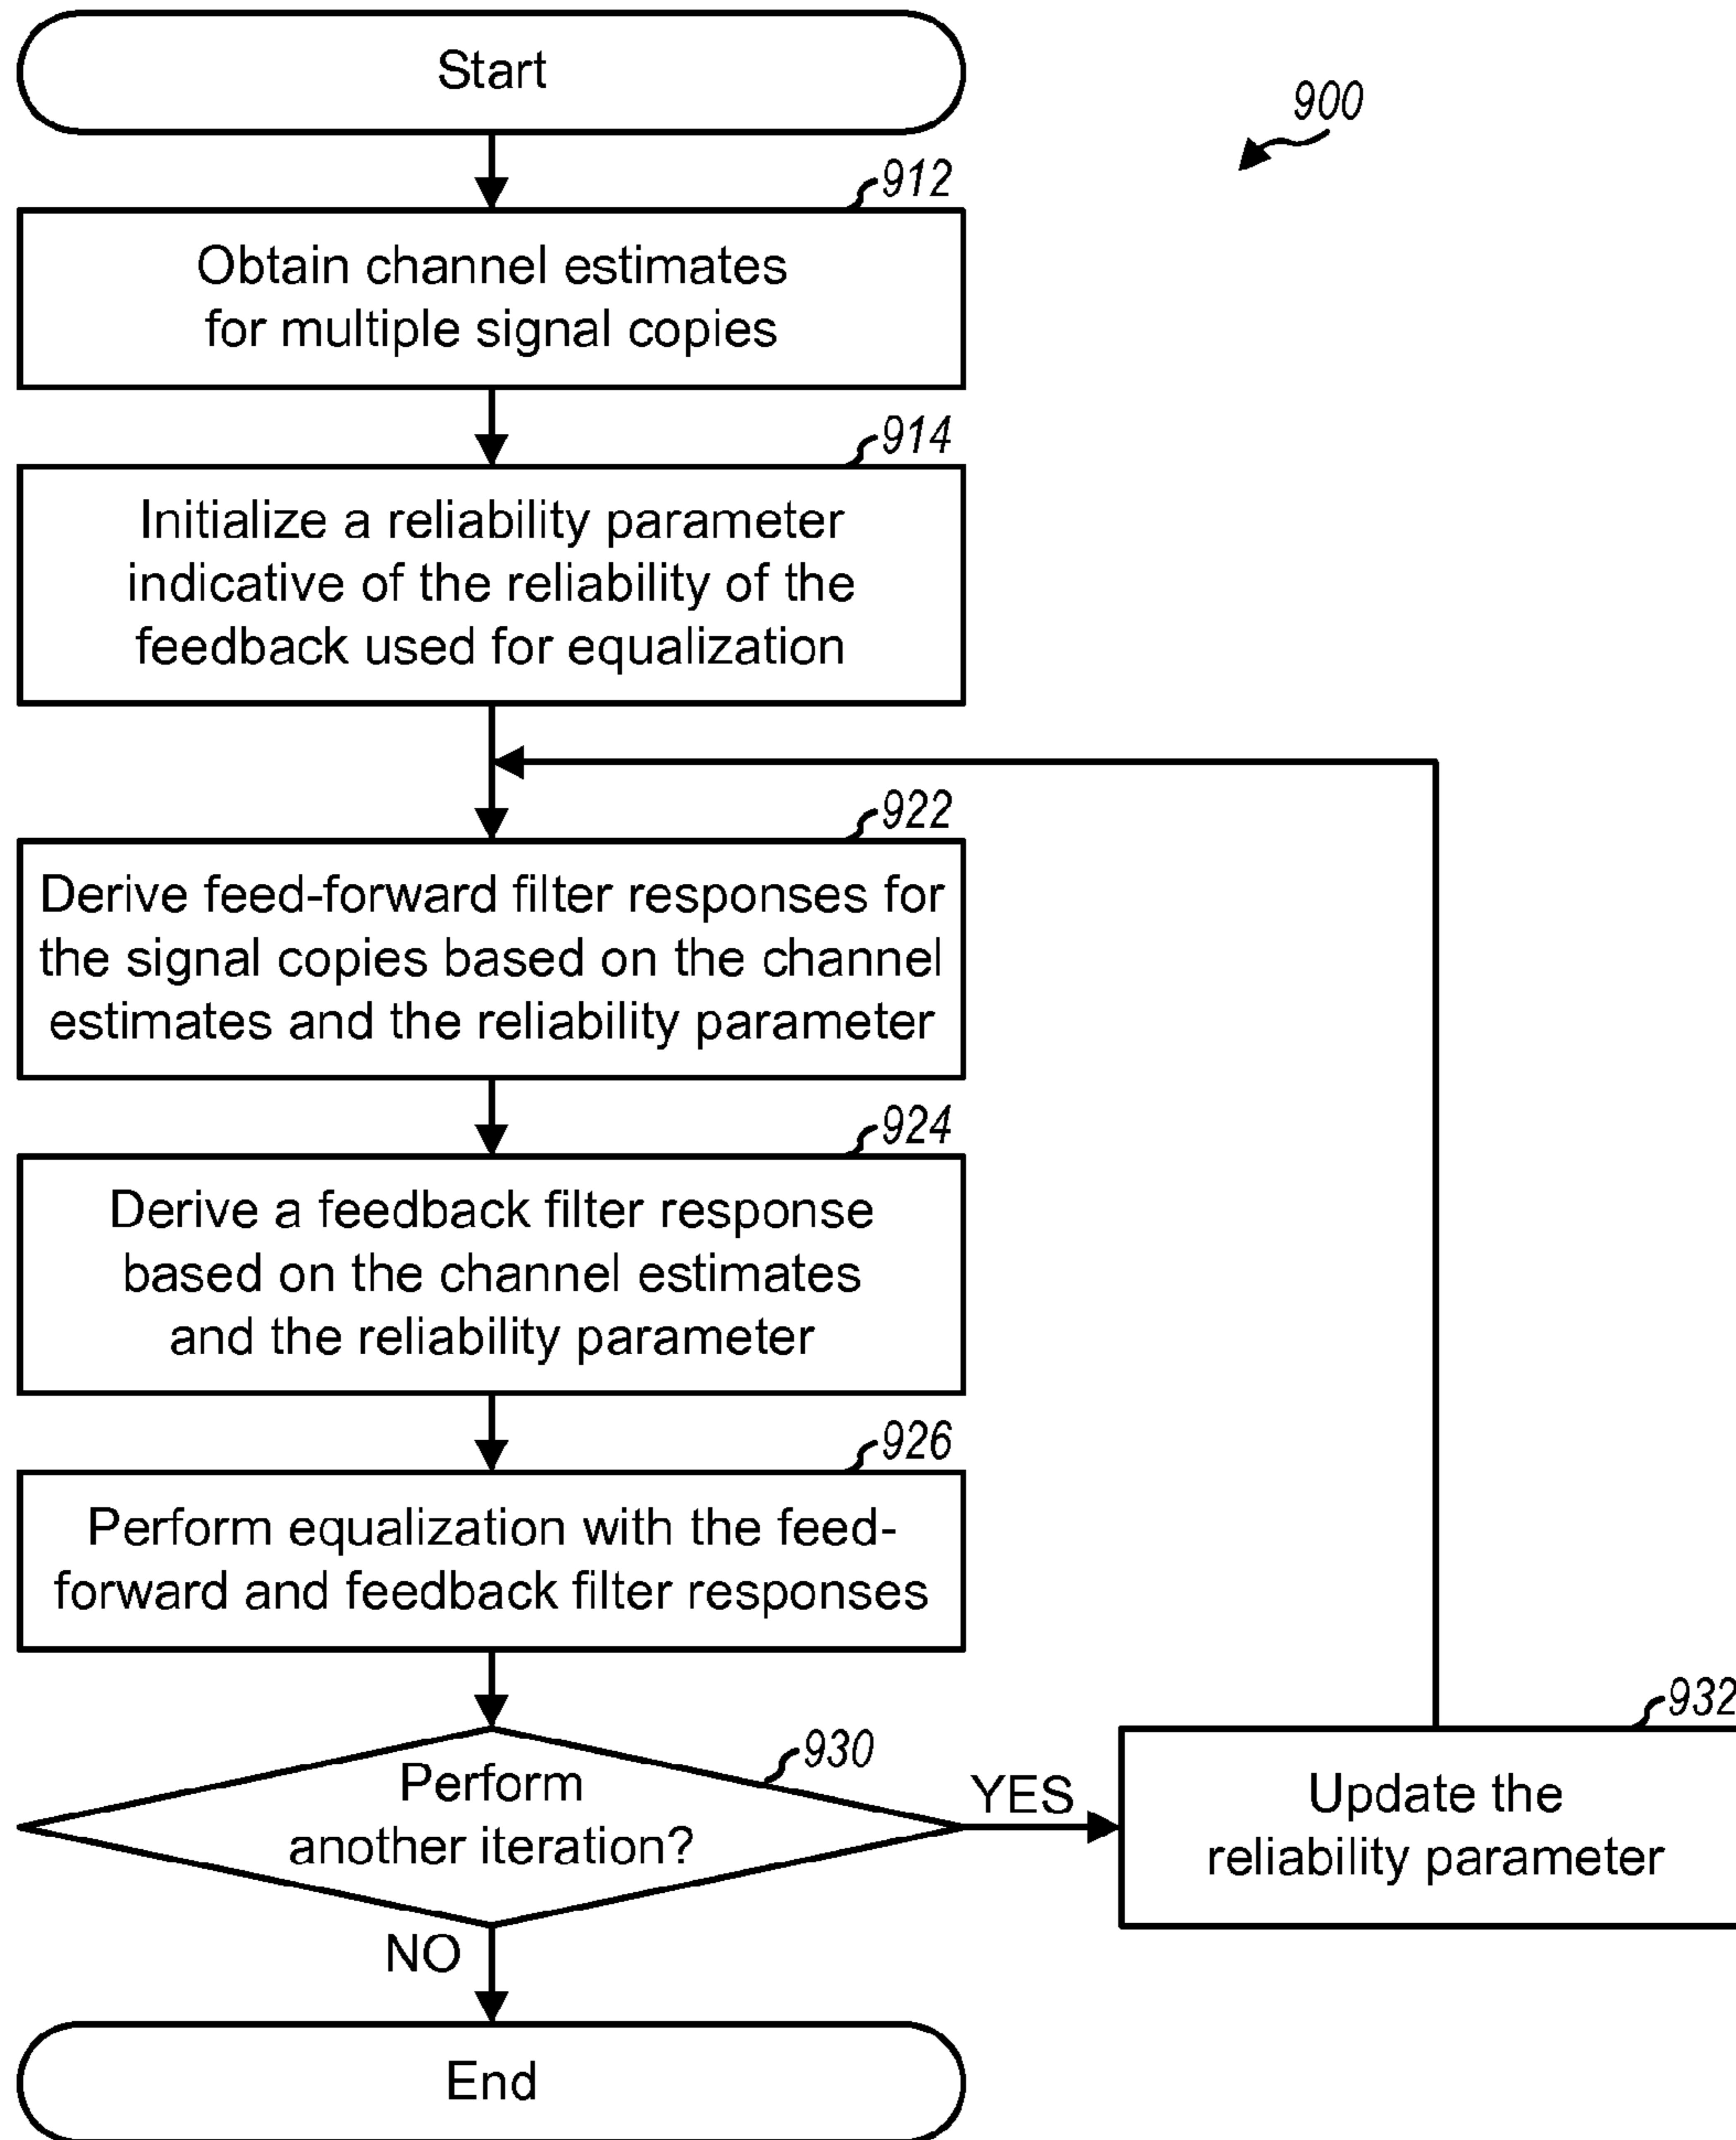 Start
900
912
Obtain channel estimates
for multiple signal copies
914
Initialize a reliability parameter
indicative of the reliability of the
feedback used for equalization
922
Derive feed-forward filter responses for
the signal copies based on the channel
estimates and the reliability parameter
924
Derive a feedback filter response
based on the channel estimates
and the reliability parameter
926
Perform equalization with the feed-
forward and feedback filter responses
930
Perform
another iteration?
YES
932
Update the
reliability parameter
NO
End